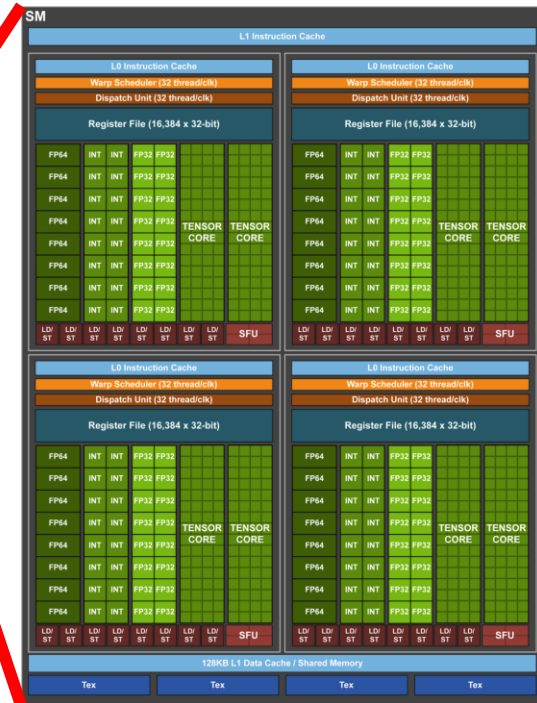 SM
L1 Instruction Cache
L0 Instruction Cache
Warp Scheduler (32 thread/clk)
Dispatch Unit (32 thread/clk)
Register File (16,384 x 32-bit)
FP64 INT INT FP32 FP32
FP64 INT INT FP32 FP32
FP64 INT INT FP32 FP32
FP64 INT INT FP32 FP32
TENSOR TENSOR
CORE CORE
FP64 INT INT FP32 FP32
FP64 INT INT FP32 FP32
FP64 INT INT FP32 FP32
FP64 INT INT FP32 FP32
LD/ LD/ LD/ LD/ LD/ LD/ LD/ LD/
ST ST ST ST ST ST ST ST
SFU
L0 Instruction Cache
Warp Scheduler (32 thread/clk)
Dispatch Unit (32 thread/clk)
Register File (16,384 x 32-bit)
FP64 INT INT FP32 FP32
FP64 INT INT FP32 FP32
FP64 INT INT FP32 FP32
FP64 INT INT FP32 FP32
TENSOR TENSOR
CORE CORE
FP64 INT INT FP32 FP32
FP64 INT INT FP32 FP32
FP64 INT INT FP32 FP32
FP64 INT INT FP32 FP32
LD/ LD/ LD/ LD/ LD/ LD/ LD/ LD/
ST ST ST ST ST ST ST ST
SFU
L0 Instruction Cache
Warp Scheduler (32 thread/clk)
Dispatch Unit (32 thread/clk)
Register File (16,384 x 32-bit)
FP64 INT INT FP32 FP32
FP64 INT INT FP32 FP32
FP64 INT INT FP32 FP32
FP64 INT INT FP32 FP32
TENSOR TENSOR
CORE CORE
FP64 INT INT FP32 FP32
FP64 INT INT FP32 FP32
FP64 INT INT FP32 FP32
FP64 INT INT FP32 FP32
LD/ LD/ LD/ LD/ LD/ LD/ LD/ LD/
ST ST ST ST ST ST ST ST
SFU
L0 Instruction Cache
Warp Scheduler (32 thread/clk)
Dispatch Unit (32 thread/clk)
Register File (16,384 x 32-bit)
FP64 INT INT FP32 FP32
FP64 INT INT FP32 FP32
FP64 INT INT FP32 FP32
FP64 INT INT FP32 FP32
TENSOR TENSOR
CORE CORE
FP64 INT INT FP32 FP32
FP64 INT INT FP32 FP32
FP64 INT INT FP32 FP32
FP64 INT INT FP32 FP32
LD/ LD/ LD/ LD/ LD/ LD/ LD/ LD/
ST ST ST ST ST ST ST ST
SFU
128KB L1 Data Cache / Shared Memory
Tex Tex Tex Tex